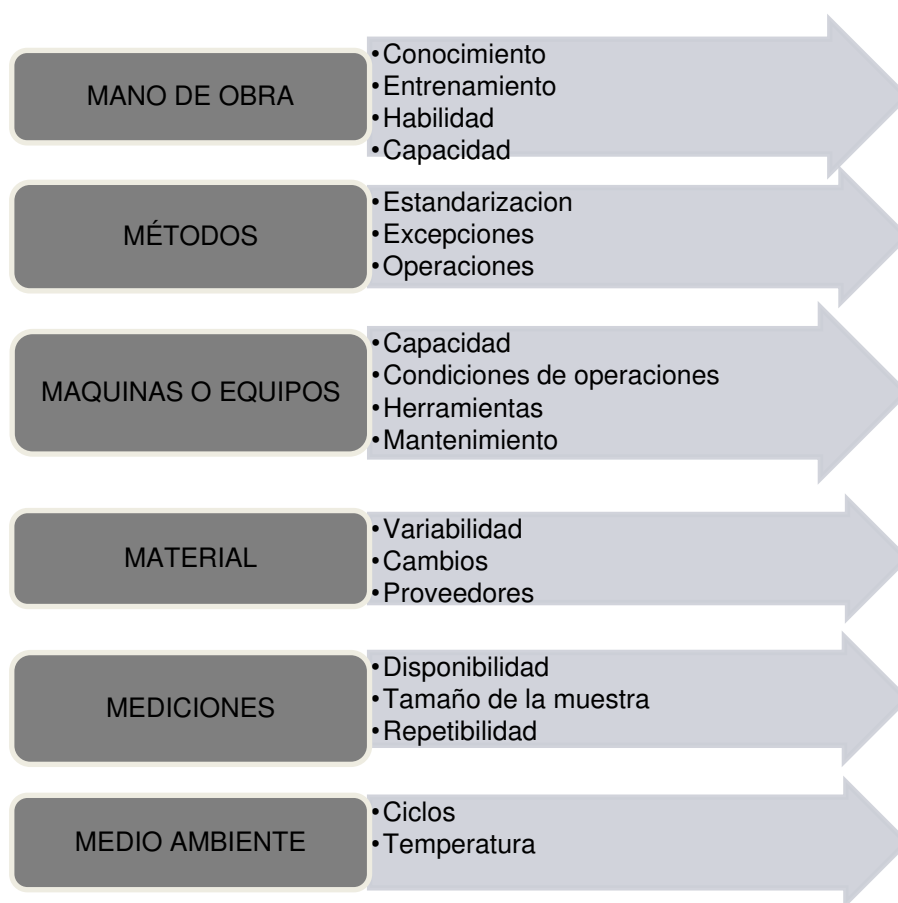 MANO DE OBRA
•Conocimiento
•Entrenamiento
•Habilidad
•Capacidad
MÉTODOS
•Estandarizacion
•Excepciones
•Operaciones
MAQUINAS O EQUIPOS
•Capacidad
•Condiciones de operaciones
•Herramientas
•Mantenimiento
MATERIAL
•Variabilidad
•Cambios
•Proveedores
MEDICIONES
•Disponibilidad
•Tamaño de la muestra
•Repetibilidad
MEDIO AMBIENTE
•Ciclos
•Temperatura